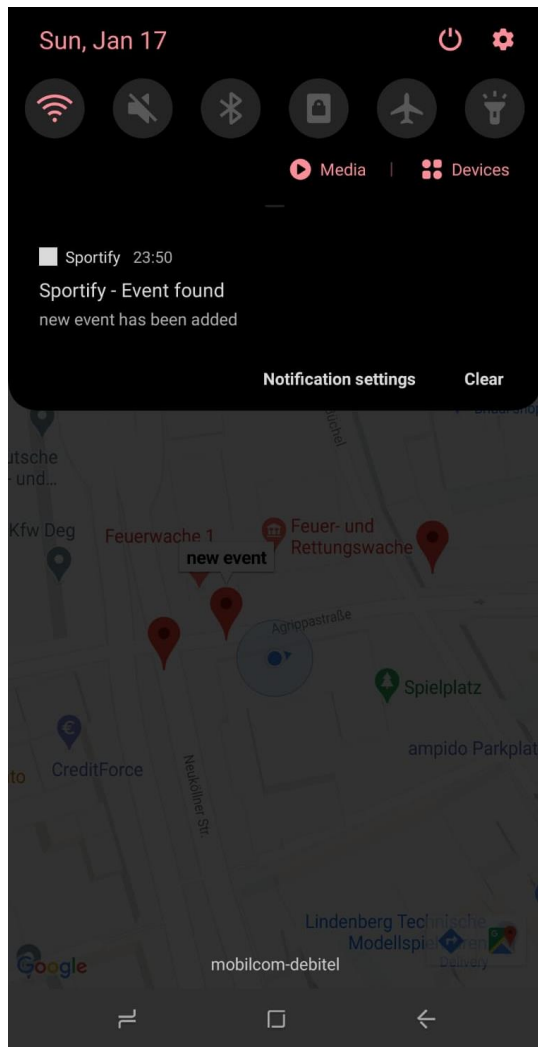 Sun, Jan 17
Media | Devices
Sportify 23:50
Sportify - Event found
new event has been added
Notification settings Clear
utsche
- und...
Kfw Deg
Feuerwache 1
Feuer- und
Rettungswache
new event
Agrippastraße
Spielplatz
CreditForce
ampido Parkplat
to
Neuköllner Str.
Lindenberg Technische
Delivery
Google
mobilcom-debitel